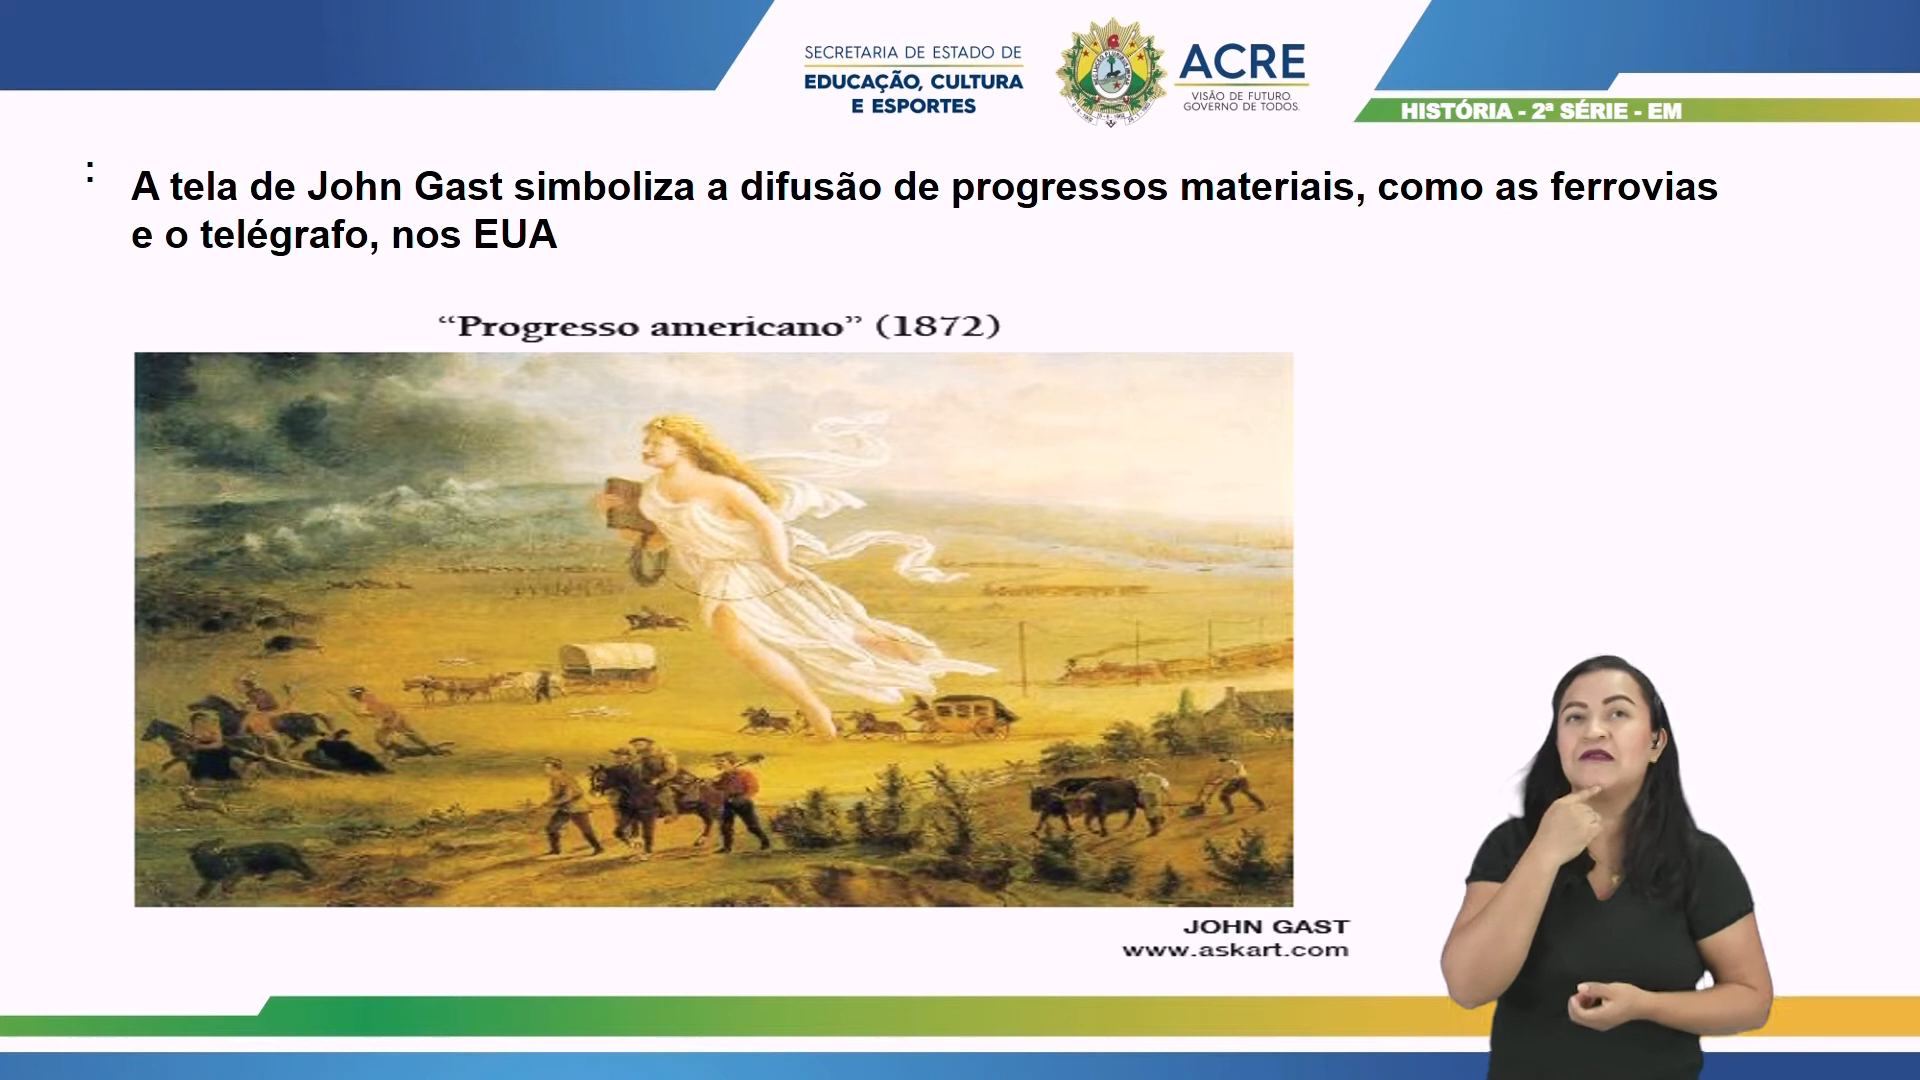 SECRETARIA DE ESTADO DE
EDUCAÇÃO, CULTURA
E ESPORTES
ACRE
VISÃO DE FUTURO.
GOVERNO DE TODOS.
HISTÓRIA - 2ª SÉRIE - EM
:
A tela de John Gast simboliza a difusão de progressos materiais, como as ferrovias
e o telégrafo, nos EUA
“Progresso americano” (1872)
JOHN GAST
www.askart.com